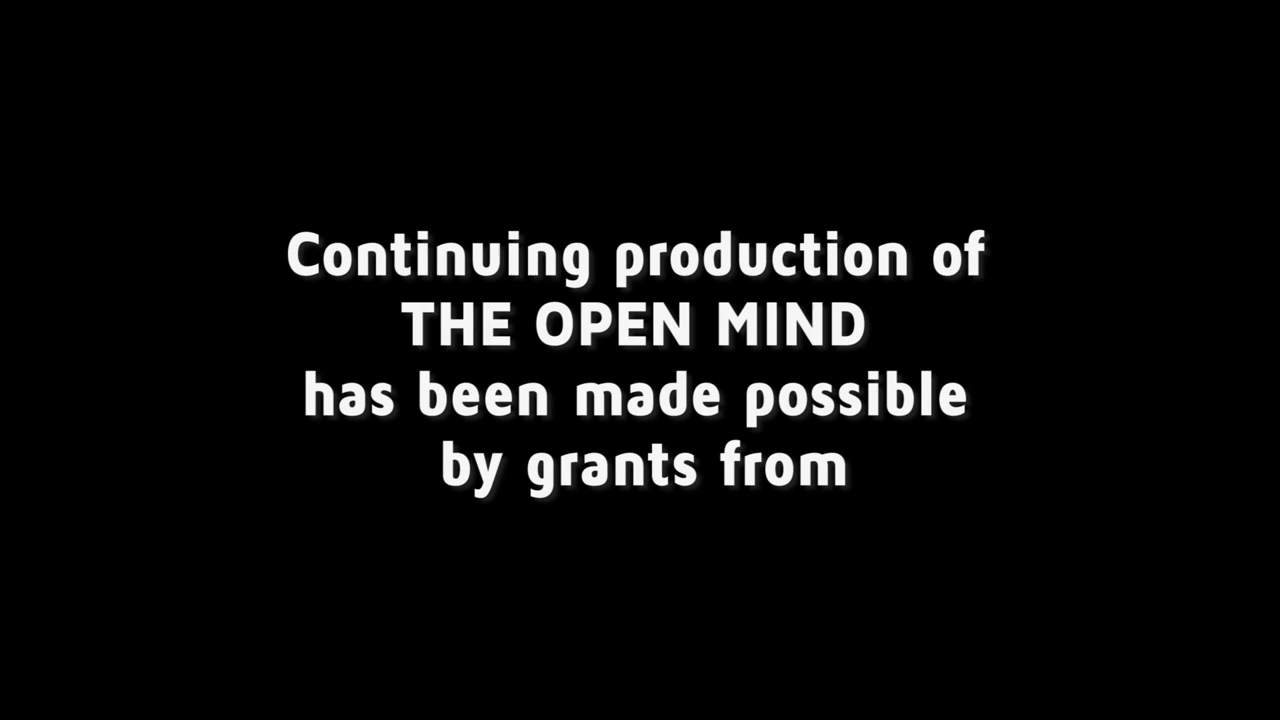 Continuing production of
THE OPEN MIND
has been made possible
by grants from